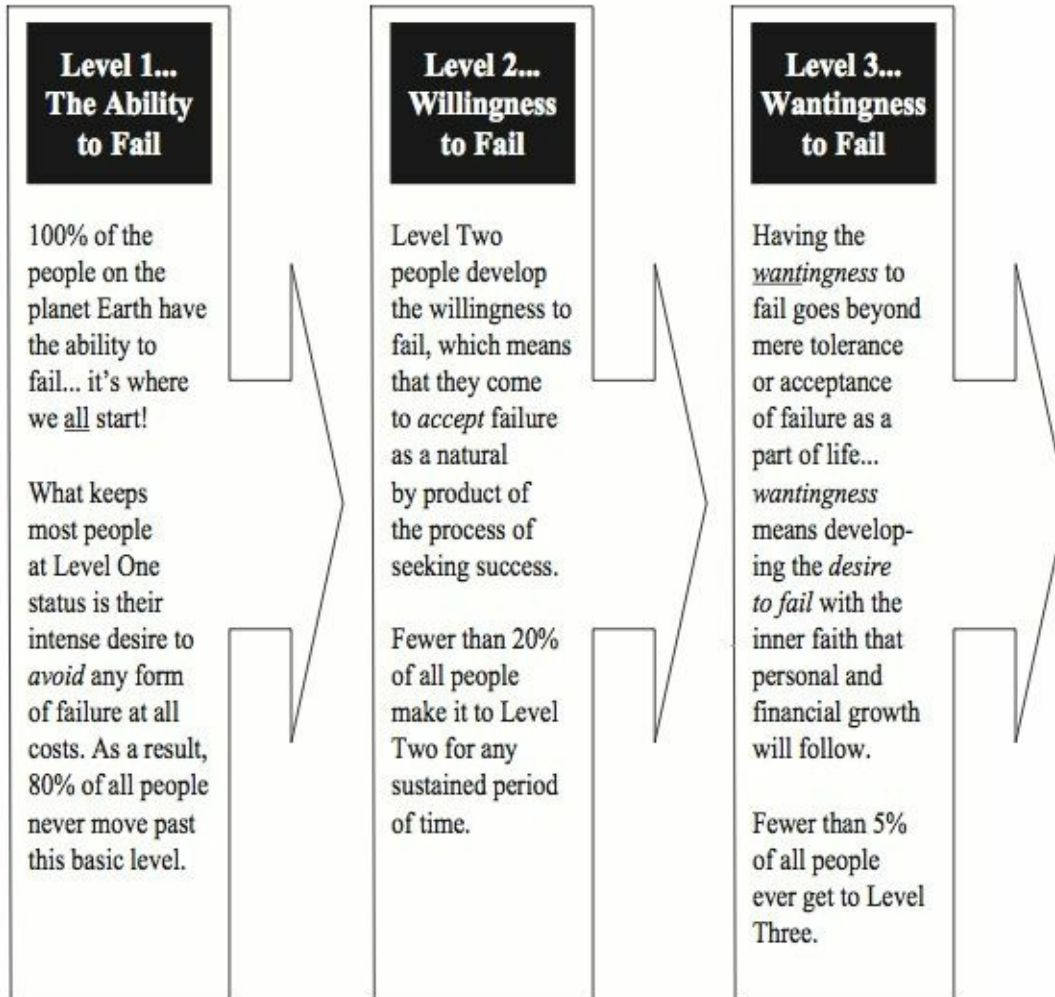 Level 1...
The Ability
to Fail
100% of the
people on the
planet Earth have
the ability to
fail... it's where
we all start!
What keeps
most people
at Level One
status is their
intense desire to
avoid any form
of failure at all
costs. As a result,
80% of all people
never move past
this basic level.
Level 2...
Willingness
to Fail
Level Two
people develop
the willingness to
fail, which means
that they come
to accept failure
as a natural
by product of
the process of
seeking success.
Fewer than 20%
of all people
make it to Level
Two for any
sustained period
of time.
Level 3...
Wantingness
to Fail
Having the
wantingness to
fail goes beyond
mere tolerance
or acceptance
of failure as a
part of life...
wantingness
means develop-
ing the desire
to fail with the
inner faith that
personal and
financial growth
will follow.
Fewer than 5%
of all people
ever get to Level
Three.